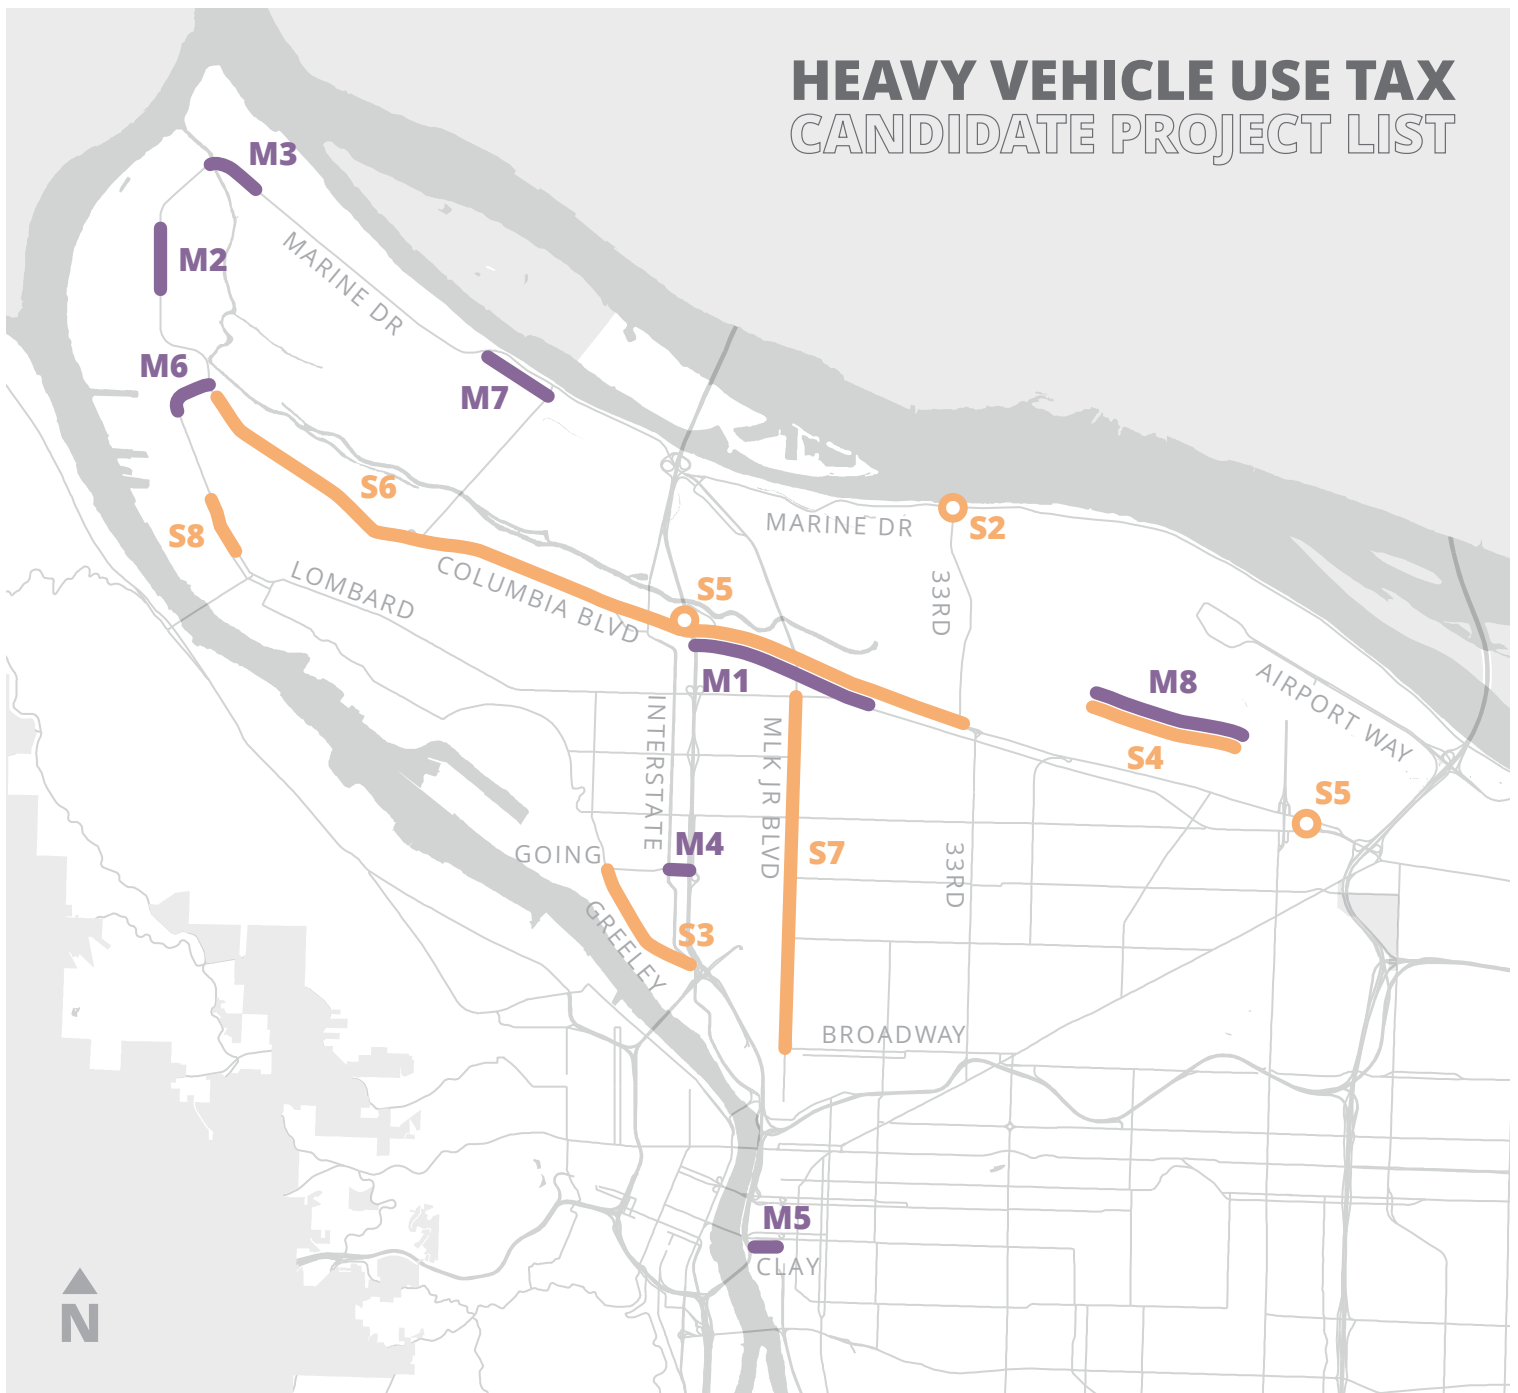 HEAVY VEHICLE USE TAX
CANDIDATE PROJECT LIST
M3
M2
MARINE DR
M6
M7
S6
S8
MARINE DR
S2
LOMBARD
COLUMBIA BLVD
S5
33RD
M1
M8
AIRPORT WAY
INTERSTATE
MLK JR BLVD
S4
S5
M4
GOING
S7
33RD
GREELEY
S3
BROADWAY
M5
CLAY
N